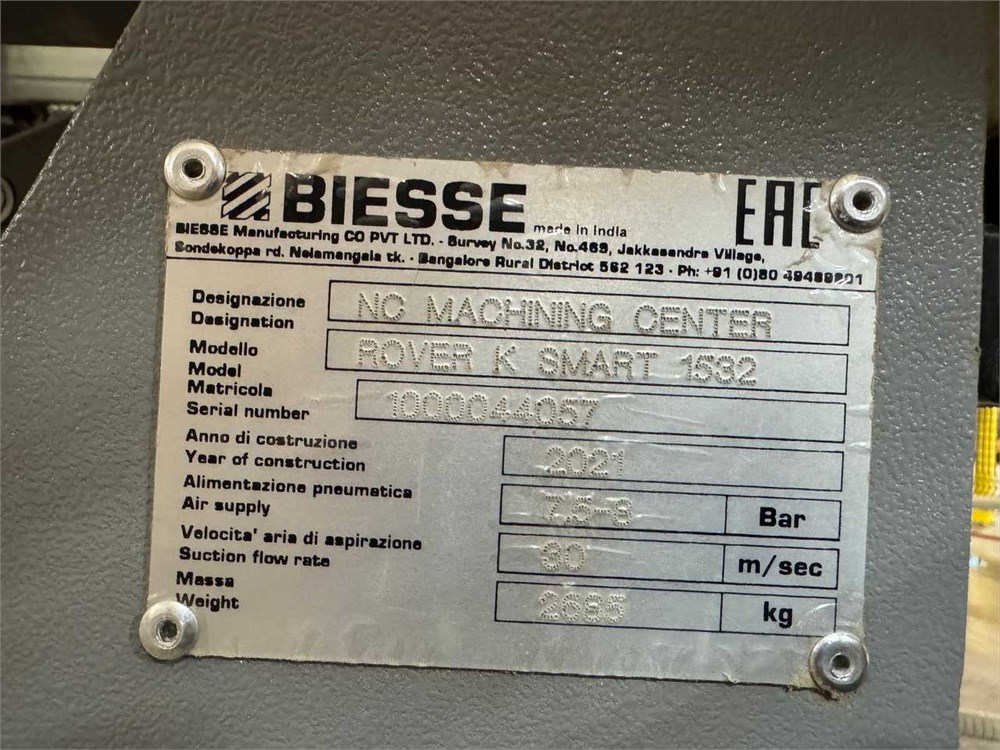 BIESSE made in India EAC
BIESSE Manufacturing CO PVT LTD. - Survey No.32, No.469, Jakkasandra Village,
Sondekoppa rd. Nelamangala tk. - Bangalore Rural District 562 123 - Ph: +91 (0)80
Designazione
Designation NC MACHINING CENTER
Modello
Model ROVER K SMART 1532
Matricola
Serial number 1000044057
Anno di costruzione
Year of construction 2021
Alimentazione pneumatica
Air supply 7,5-8 Bar
Velocita' aria di aspirazione
Suction flow rate 30 m/sec
Massa
Weight kg